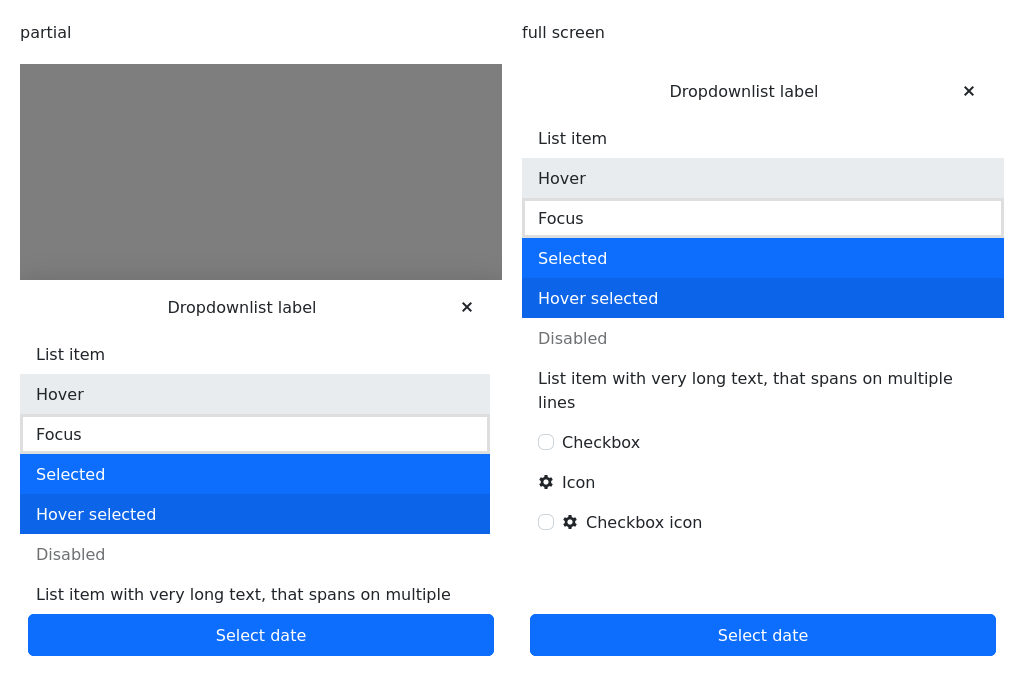 partial
Dropdownlist label
List item
Hover
Focus
Selected
Hover selected
Disabled
List item with very long text, that spans on multiple
Select date
full screen
Dropdownlist label
List item
Hover
Focus
Selected
Hover selected
Disabled
List item with very long text, that spans on multiple
lines
Checkbox
Icon
Checkbox icon
Select date